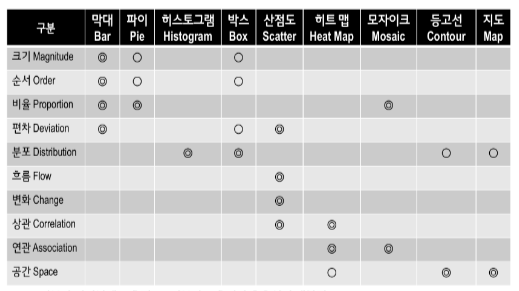 구분 막대 Bar 파이 Pie 히스토그램 Histogram 박스 Box 산점도 Scatter 히트 맵 Heat Map 모자이크 Mosaic 등고선 Contour 지도 Map
크기 Magnitude ◎ ○ ○
순서 Order ◎ ○ ○
비율 Proportion ◎ ◎ ◎
편차 Deviation ◎ ○ ◎
분포 Distribution ◎ ◎ ○ ○
흐름 Flow ◎
변화 Change ◎
상관 Correlation ◎ ◎
연관 Association ◎ ◎
공간 Space ○ ◎ ◎